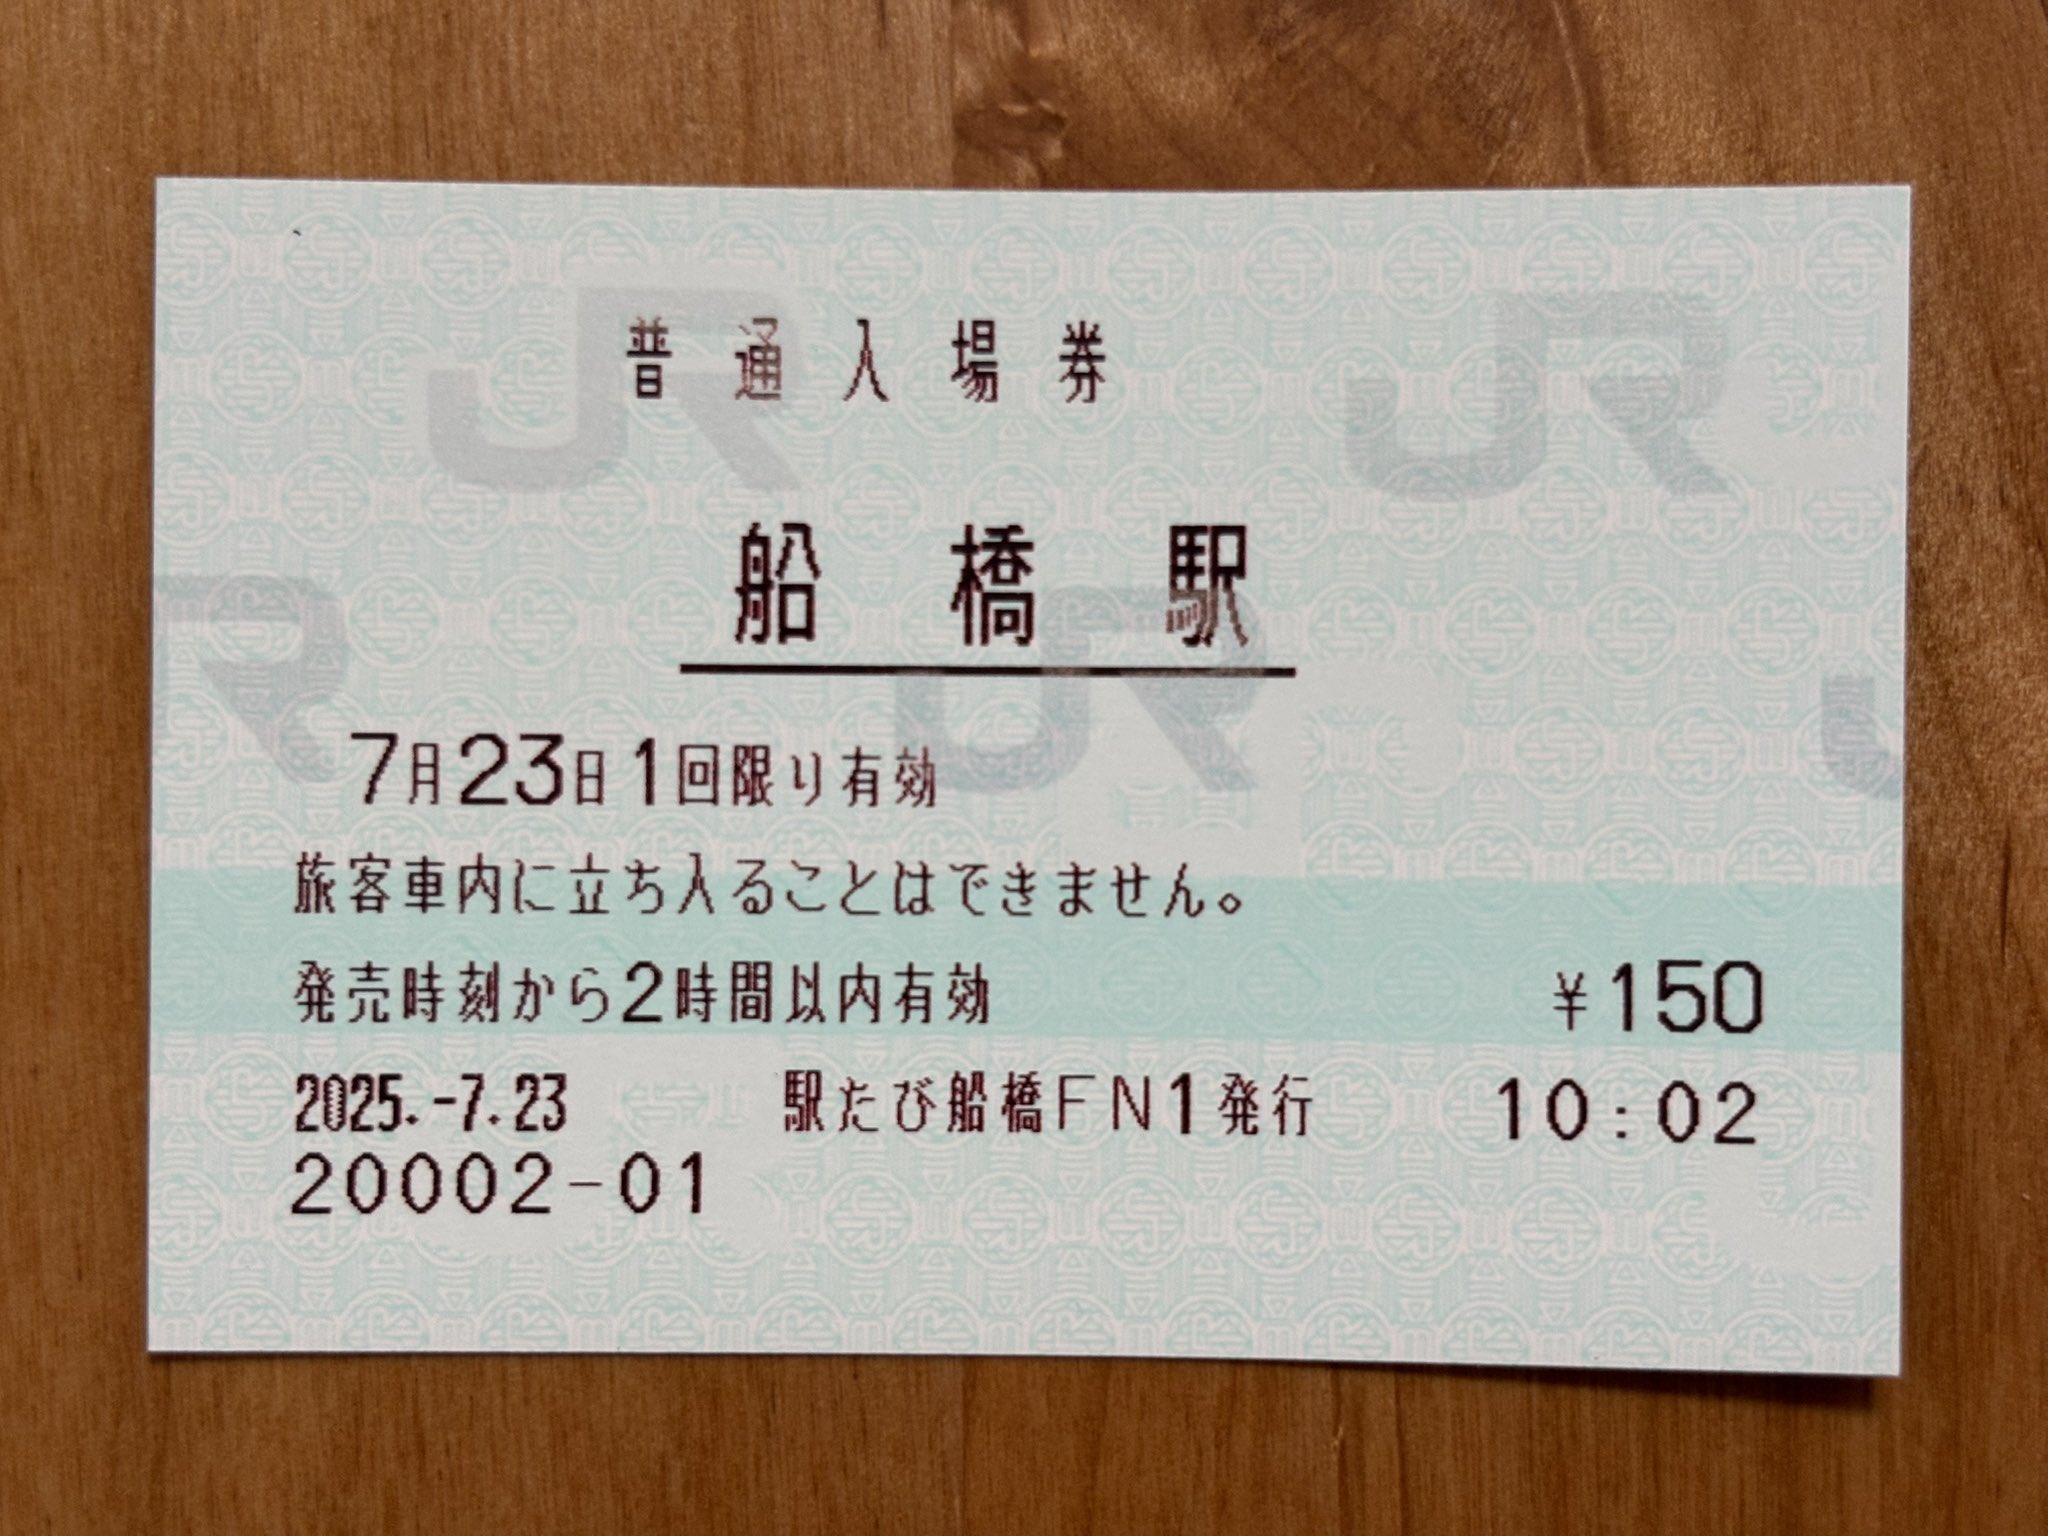 普通入場券
船橋駅
7月23日1回限り有効
旅客車内に立ち入ることはできません。
発売時刻から2時間以内有効 ¥150
2025.-7.23 駅たび船橋FN1発行 10:02
20002-01